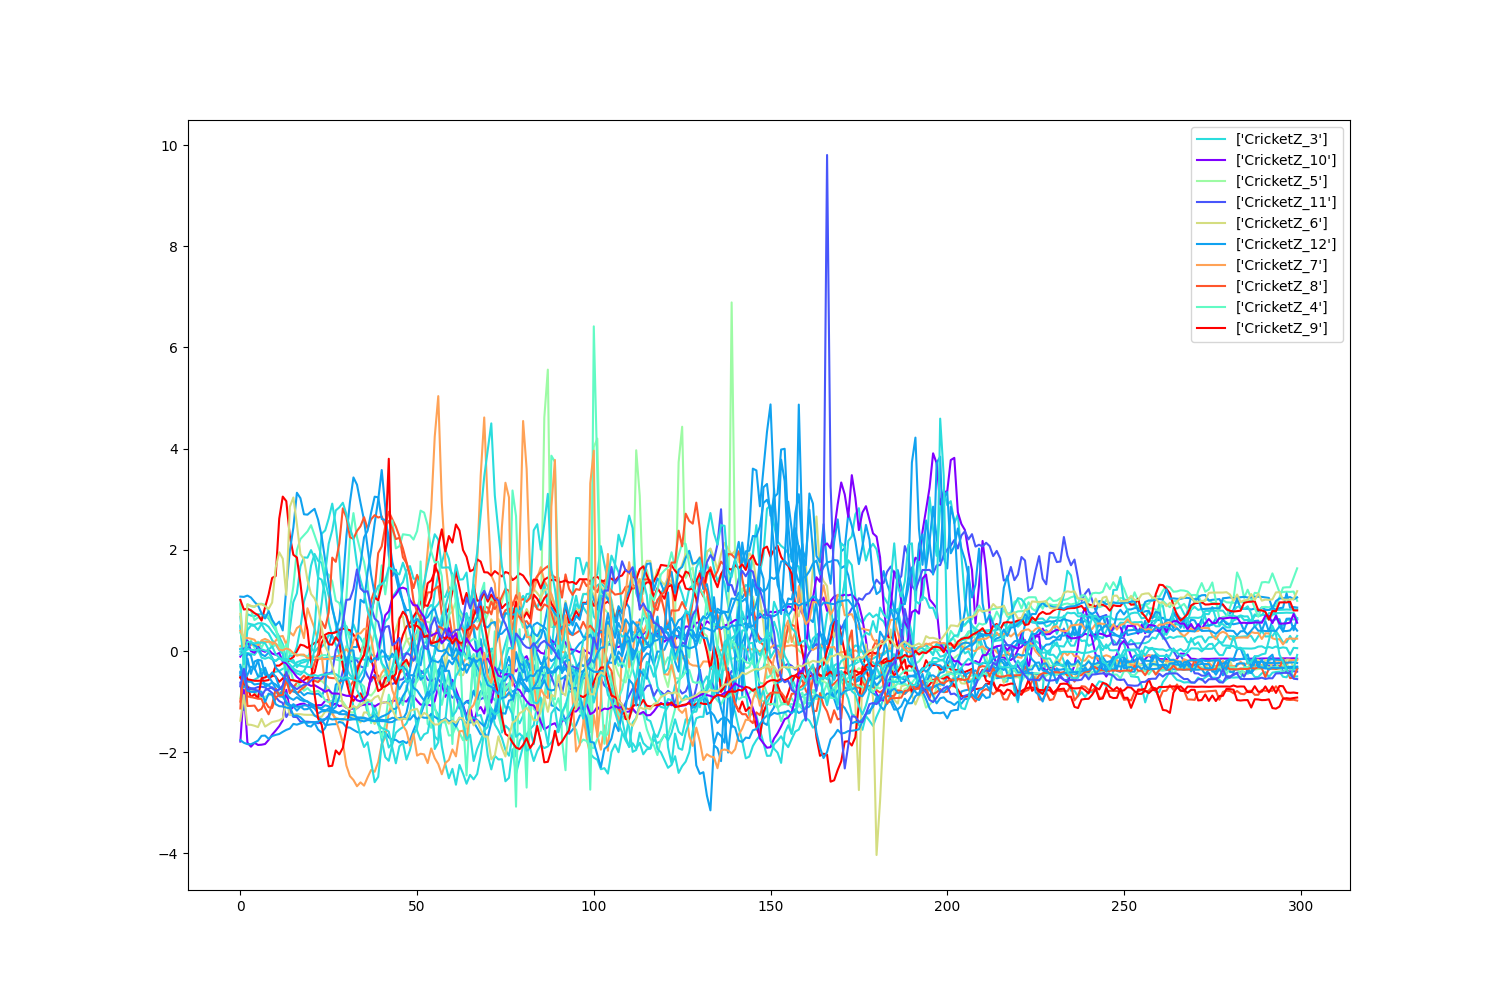 10
8
6
4
2
0
−2
−4
0
50
100
150
200
250
300
['CricketZ_3']
['CricketZ_10']
['CricketZ_5']
['CricketZ_11']
['CricketZ_6']
['CricketZ_12']
['CricketZ_7']
['CricketZ_8']
['CricketZ_4']
['CricketZ_9']